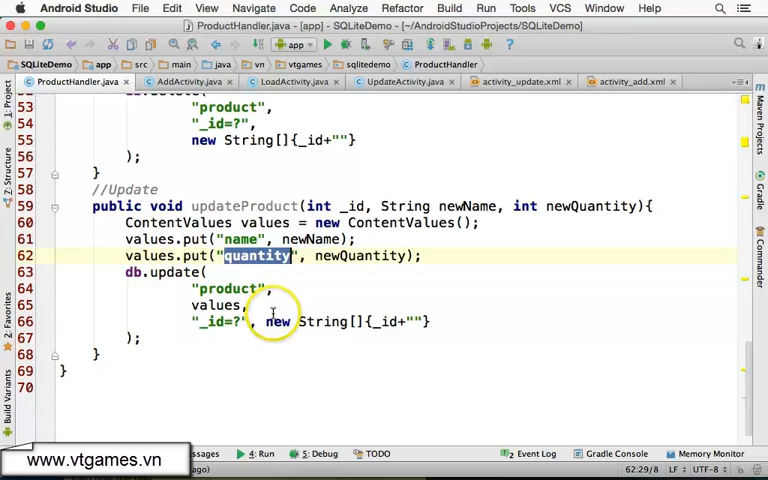 Android Studio File Edit View Navigate Code Analyze Refactor Build Run Tools VCS Window Help
ProductHandler.java - [app] - SQLiteDemo - [~/AndroidStudioProjects/SQLiteDemo]
app
SQLiteDemo app src main java vn vtgames sqlitedemo ProductHandler
ProductHandler.java AddActivity.java LoadActivity.java UpdateActivity.java activity_update.xml activity_add.xml
53 "product",
54 "_id=?",
55 new String[]{_id+""}
56 );
57 }
58 //Update
59 public void updateProduct(int _id, String newName, int newQuantity){
60 ContentValues values = new ContentValues();
61 values.put("name", newName);
62 values.put("quantity", newQuantity);
63 db.update(
64 "product",
65 values,
66 "_id=?", new String[]{_id+""}
67 );
68 }
69 }
70
1: Project
7: Structure
Captures
2: Favorites
Build Variants
Maven Projects
Gradle
Commander
4: Run 5: Debug TODO Event Log Gradle Console Memory Monitor
62:29/8 LF UTF-8
www.vtgames.vn